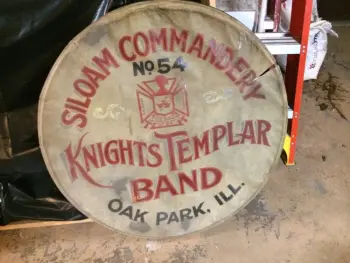 SILOAM COMMANDERY
No. 54
KNIGHTS TEMPLAR
BAND
OAK PARK. ILL.